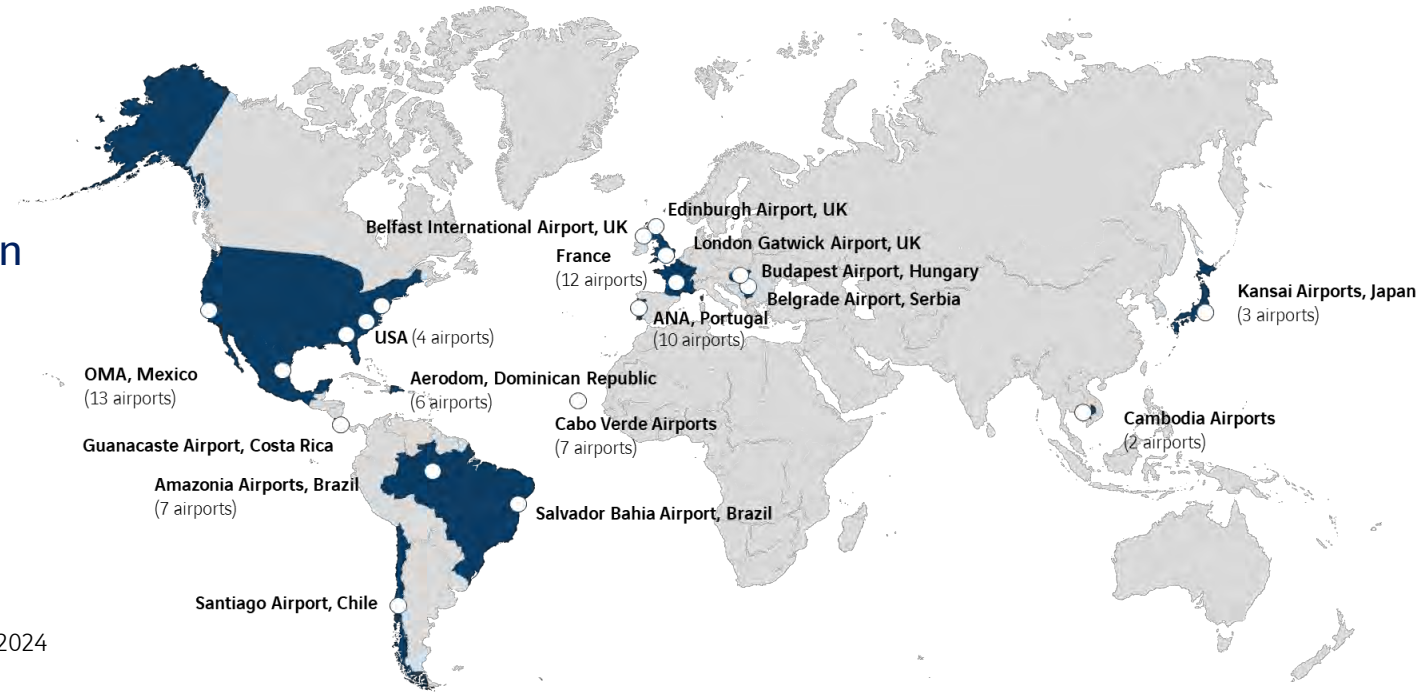 n
Edinburgh Airport, UK
Belfast International Airport, UK
London Gatwick Airport, UK
France
(12 airports)
Budapest Airport, Hungary
Belgrade Airport, Serbia
Kansai Airports, Japan
(3 airports)
ANA, Portugal
(10 airports)
USA (4 airports)
OMA, Mexico
(13 airports)
Aerodom, Dominican Republic
(6 airports)
Cabo Verde Airports
(7 airports)
Cambodia Airports
(2 airports)
Guanacaste Airport, Costa Rica
Amazonia Airports, Brazil
(7 airports)
Salvador Bahia Airport, Brazil
Santiago Airport, Chile
2024